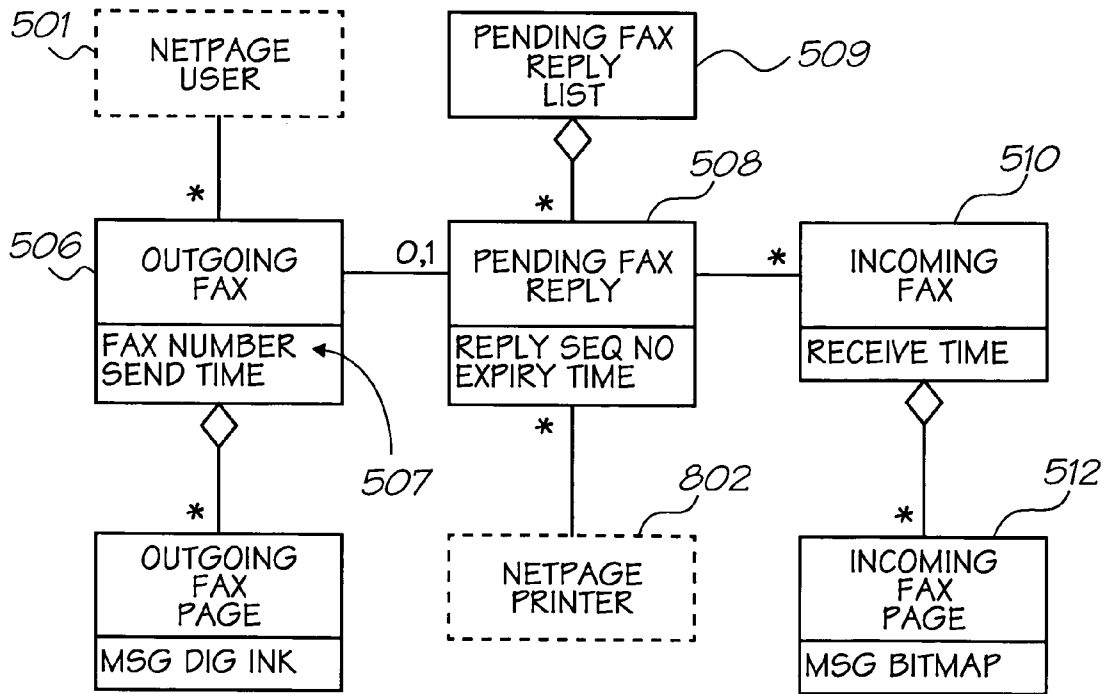 501
NETPAGE
USER
PENDING FAX
REPLY
LIST
509
*
*
508
510
506
OUTGOING
FAX
0,1
PENDING FAX
REPLY
*
INCOMING
FAX
FAX NUMBER
SEND TIME
REPLY SEQ NO
EXPIRY TIME
RECEIVE TIME
507
*
*
802
*
512
OUTGOING
FAX
PAGE
MSG DIG INK
NETPAGE
PRINTER
INCOMING
FAX
PAGE
MSG BITMAP